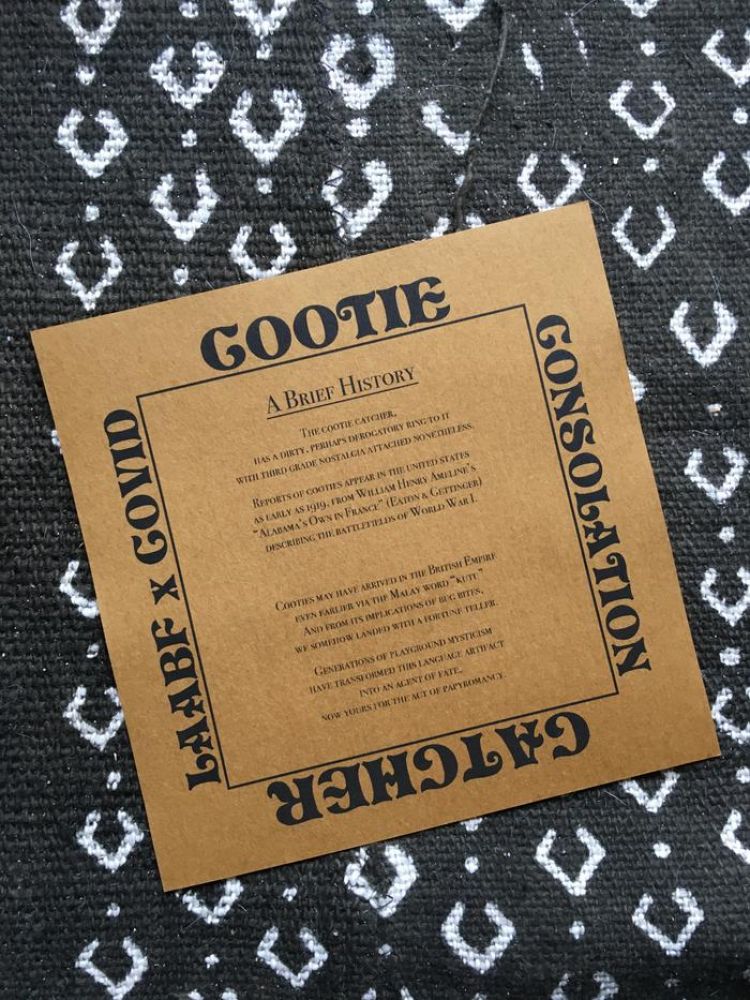 COOTIE
CONSOLATION
CATCHER
LAABF x COVID
A BRIEF HISTORY
THE COOTIE CATCHER,
HAS A DIRTY, PERHAPS DEROGATORY RING TO IT
WITH THIRD GRADE NOSTALGIA ATTACHED NONETHELESS.
REPORTS OF COOTIES APPEAR IN THE UNITED STATES
AS EARLY AS 1919, FROM WILLIAM HENRY AMELINE'S
"ALABAMA'S OWN IN FRANCE" (EATON & GETTINGER)
DESCRIBING THE BATTLEFIELDS OF WORLD WAR I.
COOTIES MAY HAVE ARRIVED IN THE BRITISH EMPIRE
EVEN EARLIER VIA THE MALAY WORD "KUTU"
AND FROM ITS IMPLICATIONS OF BUG BITES,
WE SOMEHOW LANDED WITH A FORTUNE TELLER.
GENERATIONS OF PLAYGROUND MYSTICISM
HAVE TRANSFORMED THIS LANGUAGE ARTIFACT
INTO AN AGENT OF FATE,
NOW YOURS FOR THE ACT OF PAPYROMANCY.